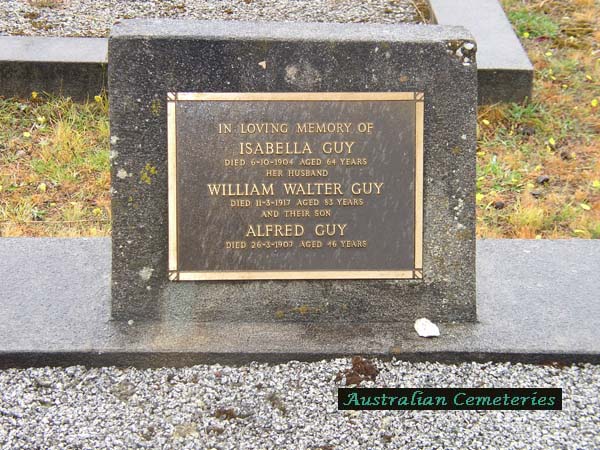 IN LOVING MEMORY OF
ISABELLA GUY
DIED 6-10-1904 AGED 64 YEARS
HER HUSBAND
WILLIAM WALTER GUY
DIED 11-3-1917 AGED 83 YEARS
AND THEIR SON
ALFRED GUY
DIED 26-3-1907 AGED 46 YEARS
Australian Cemeteries